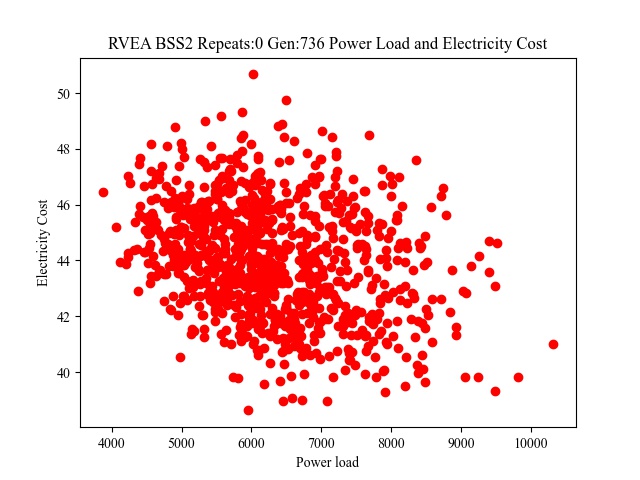 RVEA BSS2 Repeats:0 Gen:736 Power Load and Electricity Cost
50
48
46
44
42
40
Electricity Cost
4000 5000 6000 7000 8000 9000 10000
Power load